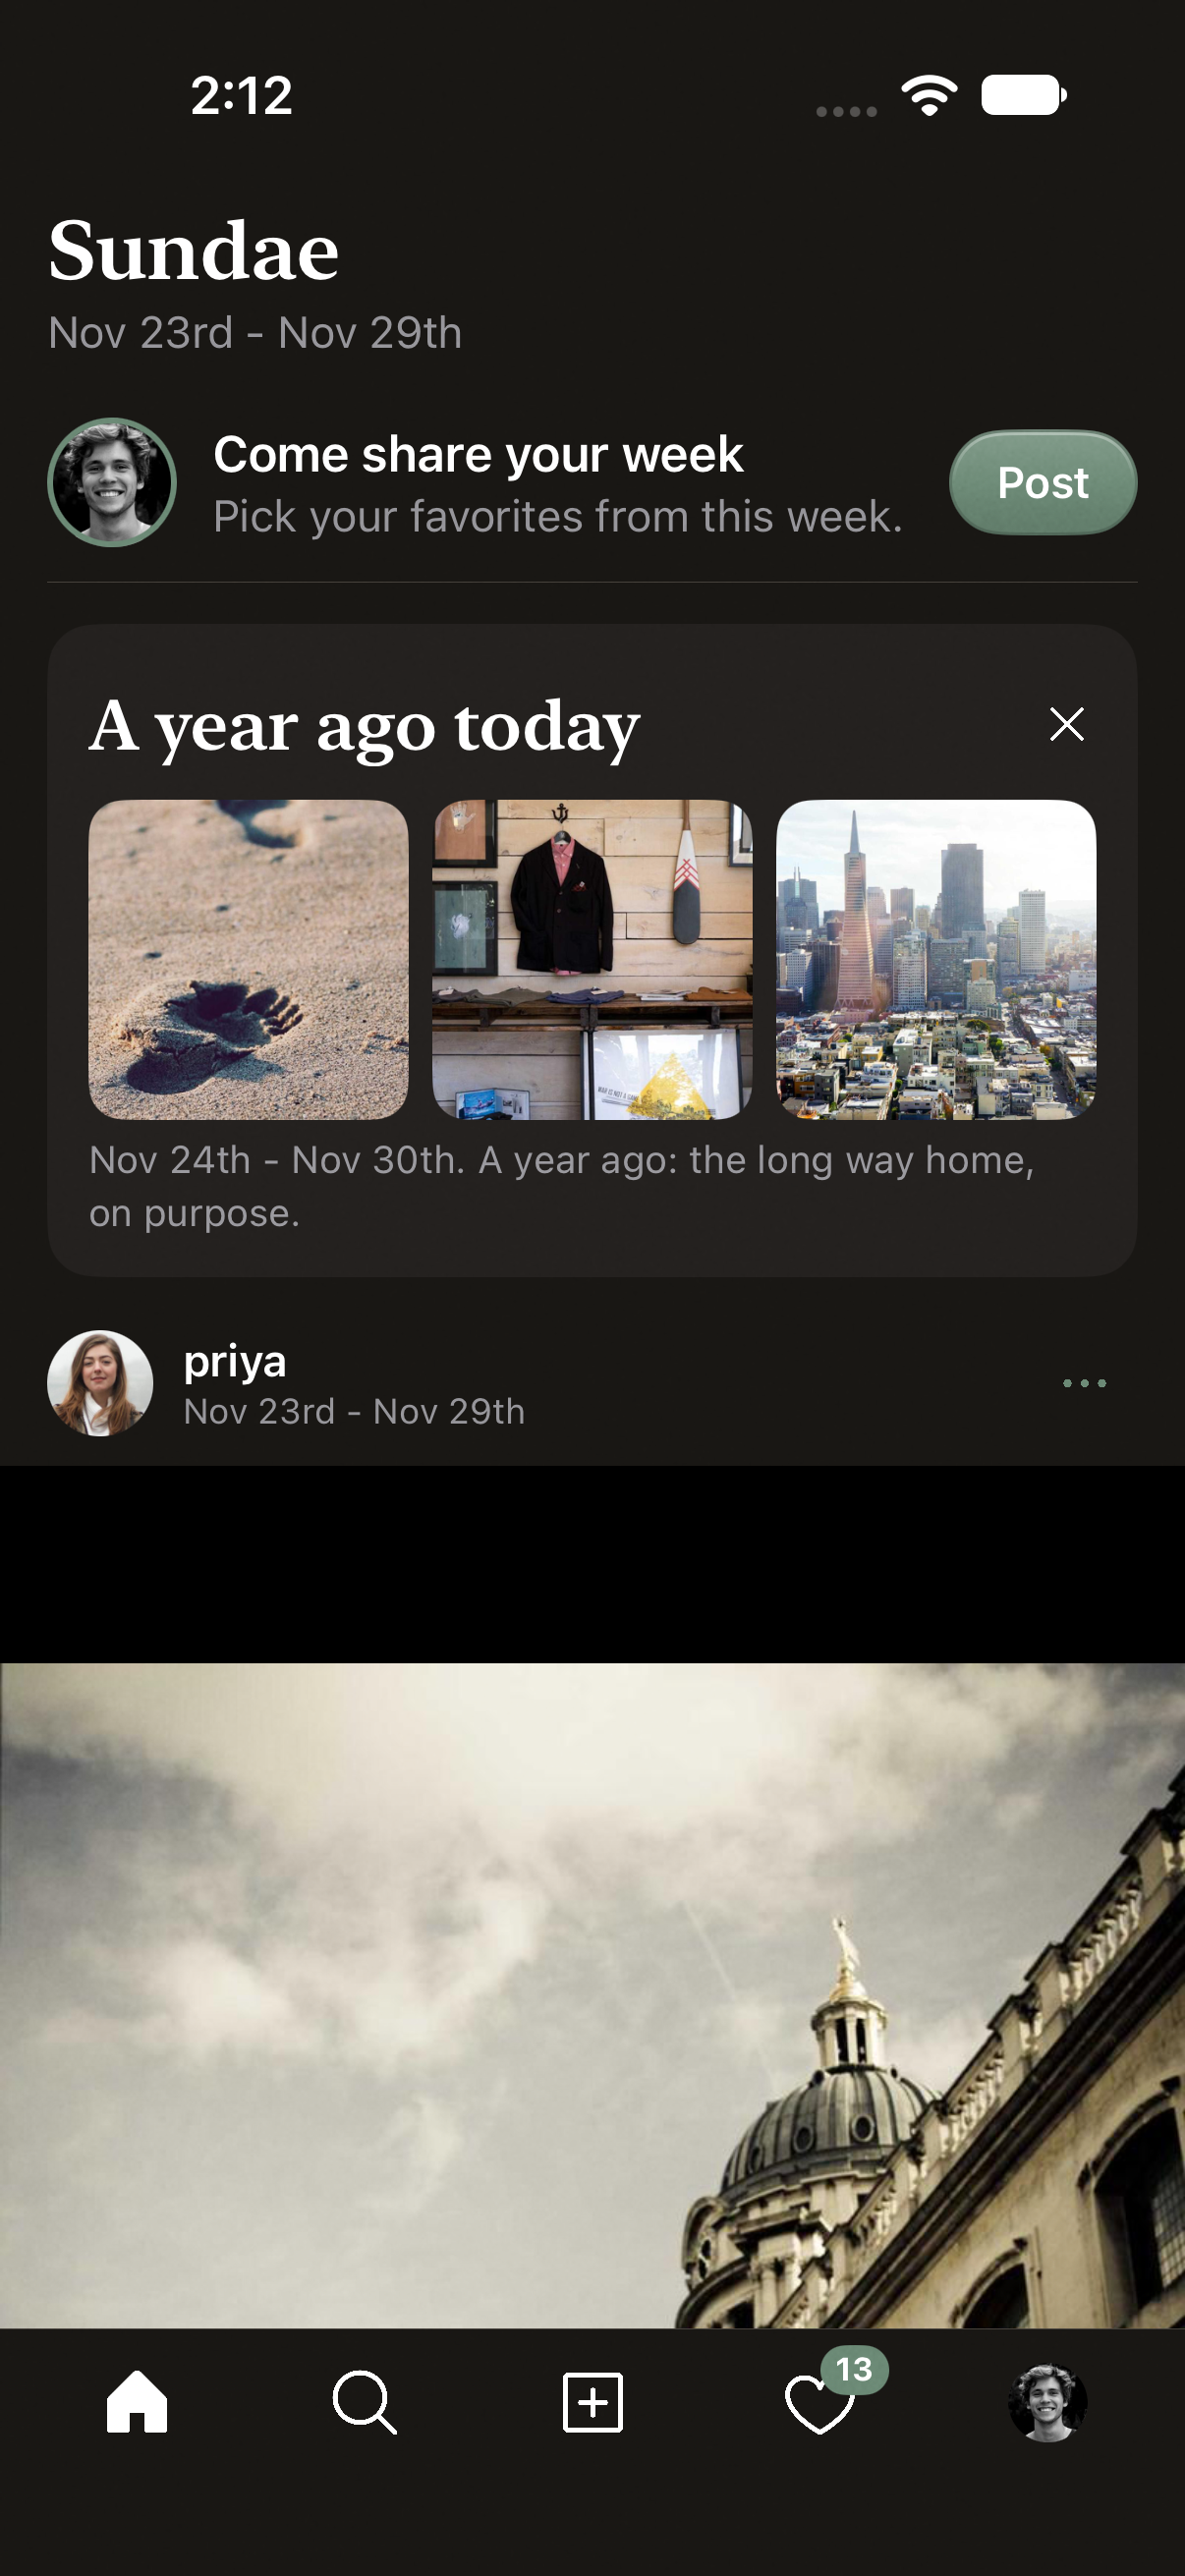 2:12
Sundae
Nov 23rd - Nov 29th
Come share your week
Pick your favorites from this week.
Post
A year ago today
Nov 24th - Nov 30th. A year ago: the long way home,
on purpose.
priya
Nov 23rd - Nov 29th
13